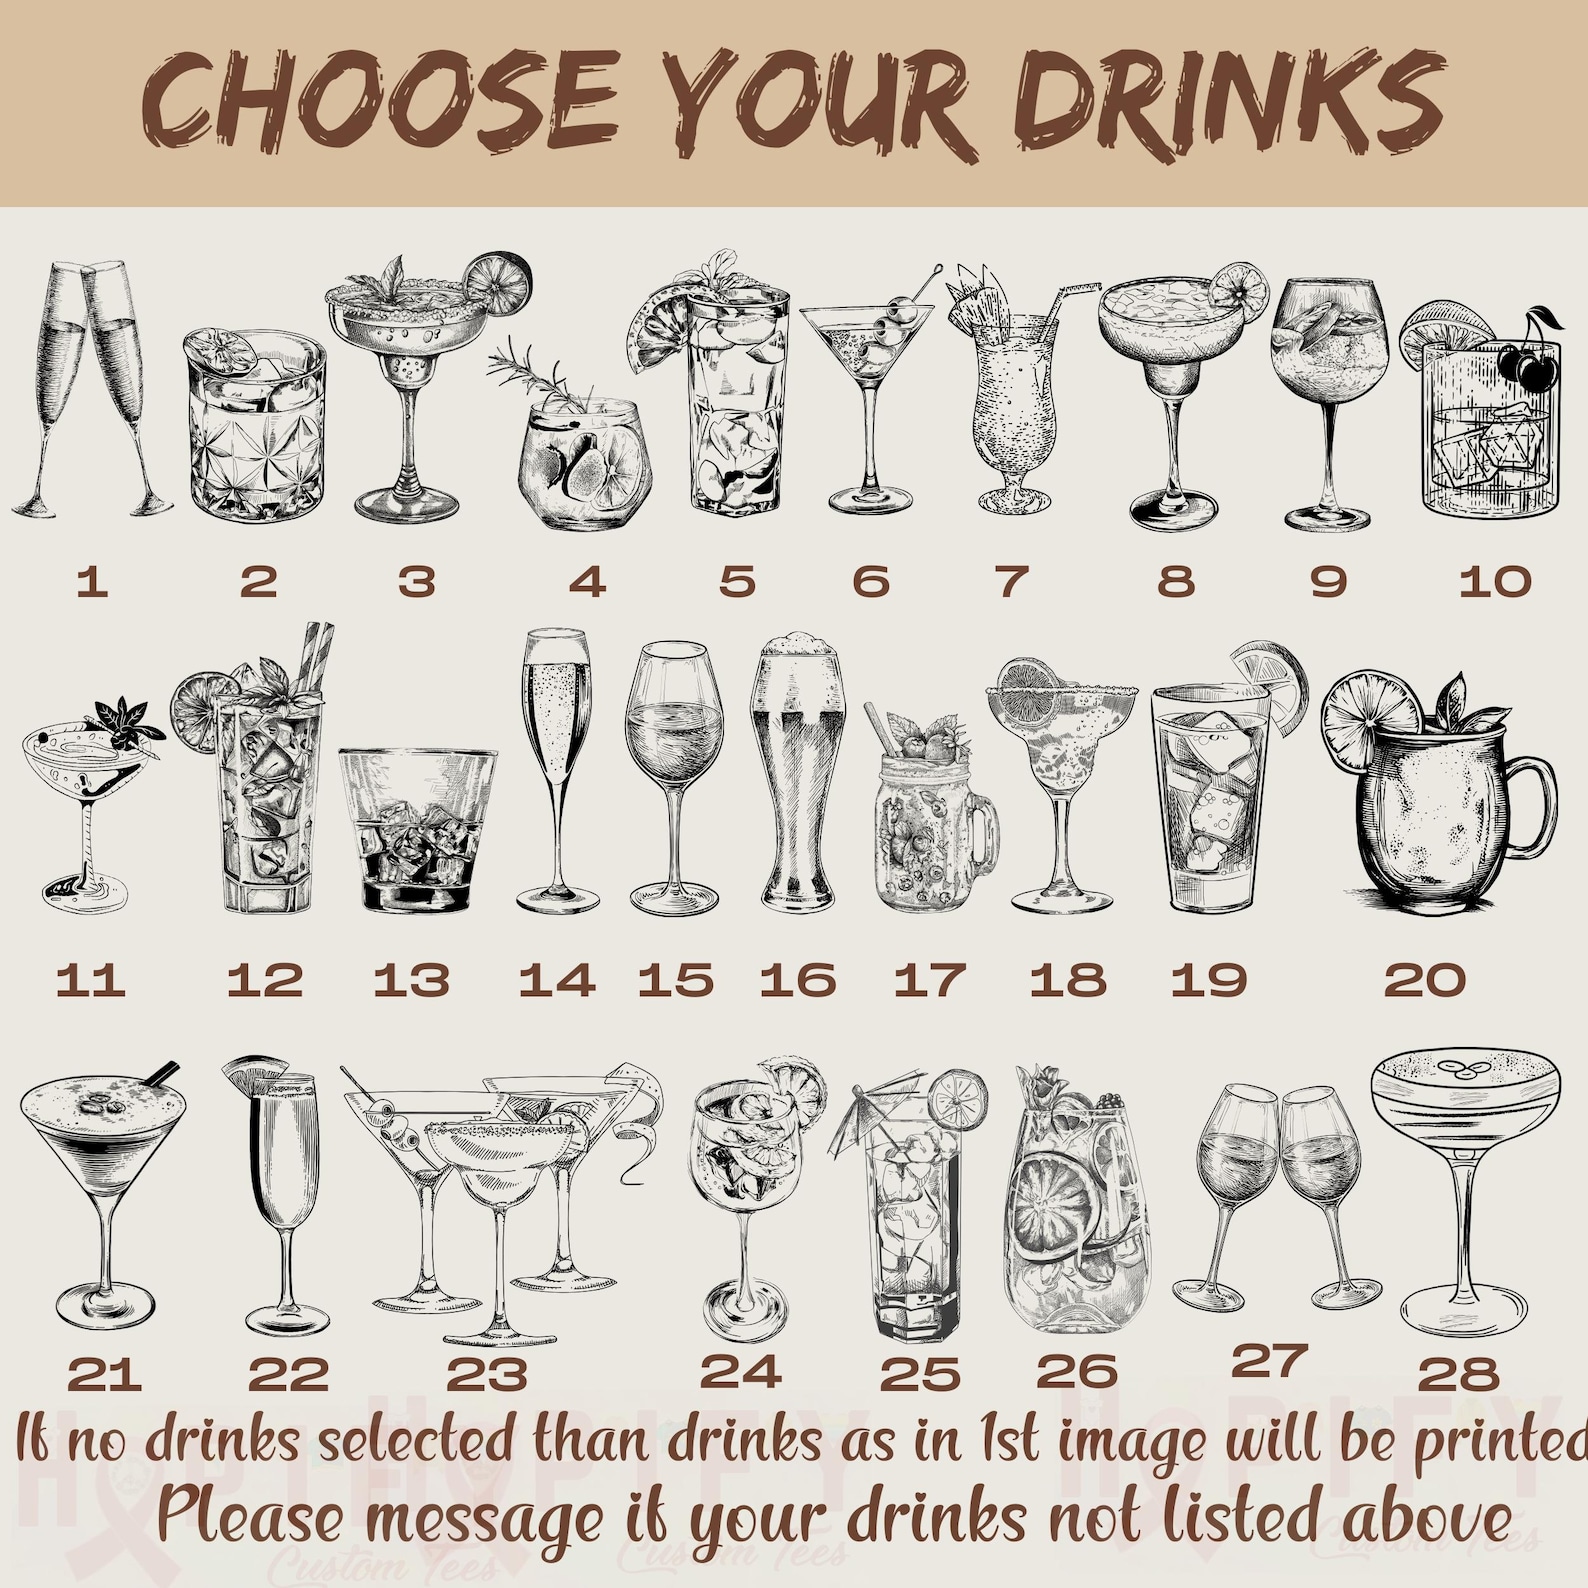 CHOOSE YOUR DRINKS
1 2 3 4 5 6 7 8 9 10
11 12 13 14 15 16 17 18 19 20
21 22 23 24 25 26 27 28
If no drinks selected than drinks as in 1st image will be printed
Please message if your drinks not listed above
Custom Tees Custom Tees Custom Tees